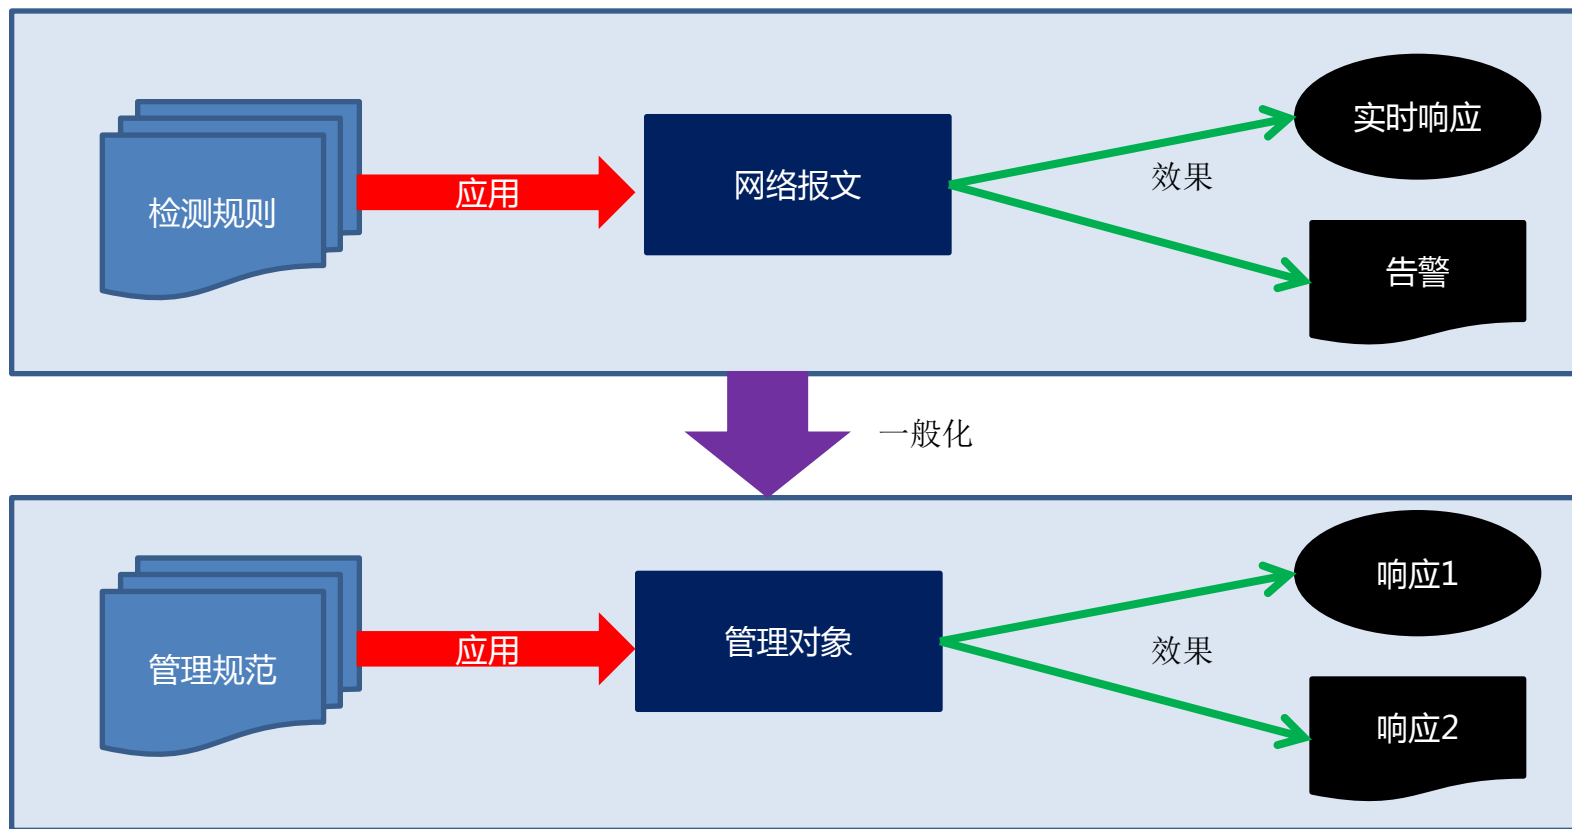 检测规则
应用
网络报文
效果
实时响应
告警
一般化
管理规范
应用
管理对象
效果
响应1
响应2